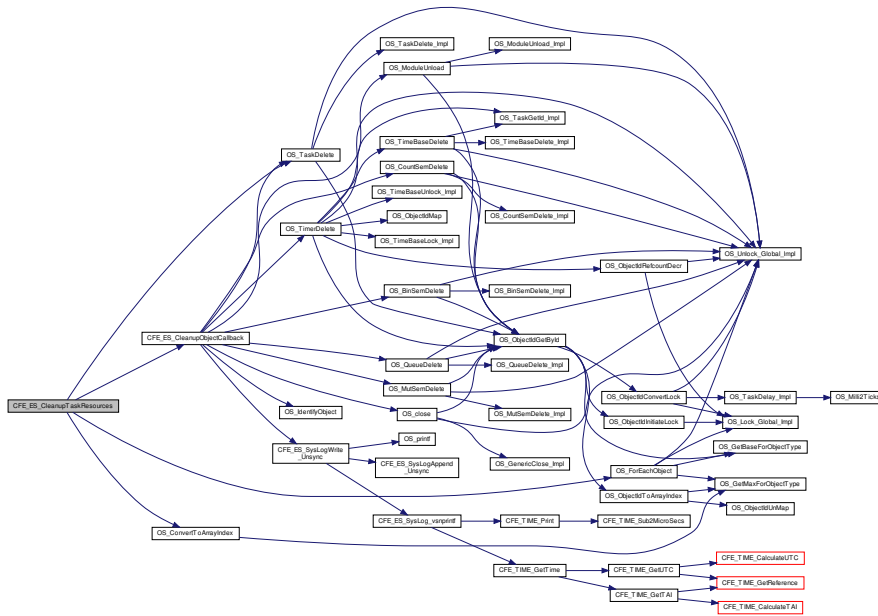 OS_TaskDelete_Impl
OS_ModuleUnload_Impl
OS_ModuleUnload
OS_TaskGetId_Impl
OS_TimeBaseDelete
OS_TimeBaseDelete_Impl
OS_TaskDelete
OS_CountSemDelete
OS_TimeBaseUnlock_Impl
OS_ObjectIdMap
OS_CountSemDelete_Impl
OS_TimerDelete
OS_TimeBaseLock_Impl
OS_Unlock_Global_Impl
OS_ObjectIdRefcountDecr
OS_BinSemDelete
OS_BinSemDelete_Impl
CFE_ES_CleanupObjectCallback
OS_ObjectIdGetById
OS_QueueDelete
OS_QueueDelete_Impl
OS_MutSemDelete
OS_ObjectIdConvertLock
OS_TaskDelay_Impl
OS_Milli2Ticks
CFE_ES_CleanupTaskResources
OS_IdentifyObject
OS_close
OS_MutSemDelete_Impl
OS_ObjectIdInitiateLock
OS_Lock_Global_Impl
OS_printf
CFE_ES_SysLogWrite
_Unsync
OS_GetBaseForObjectType
CFE_ES_SysLogAppend
_Unsync
OS_GenericClose_Impl
OS_ForEachObject
OS_GetMaxForObjectType
OS_ObjectIdToArrayIndex
OS_ObjectIdUnMap
CFE_ES_SysLog_vsnprintf
CFE_TIME_Print
CFE_TIME_Sub2MicroSecs
OS_ConvertToArrayIndex
CFE_TIME_CalculateUTC
CFE_TIME_GetTime
CFE_TIME_GetUTC
CFE_TIME_GetReference
CFE_TIME_GetTAI
CFE_TIME_CalculateTAI